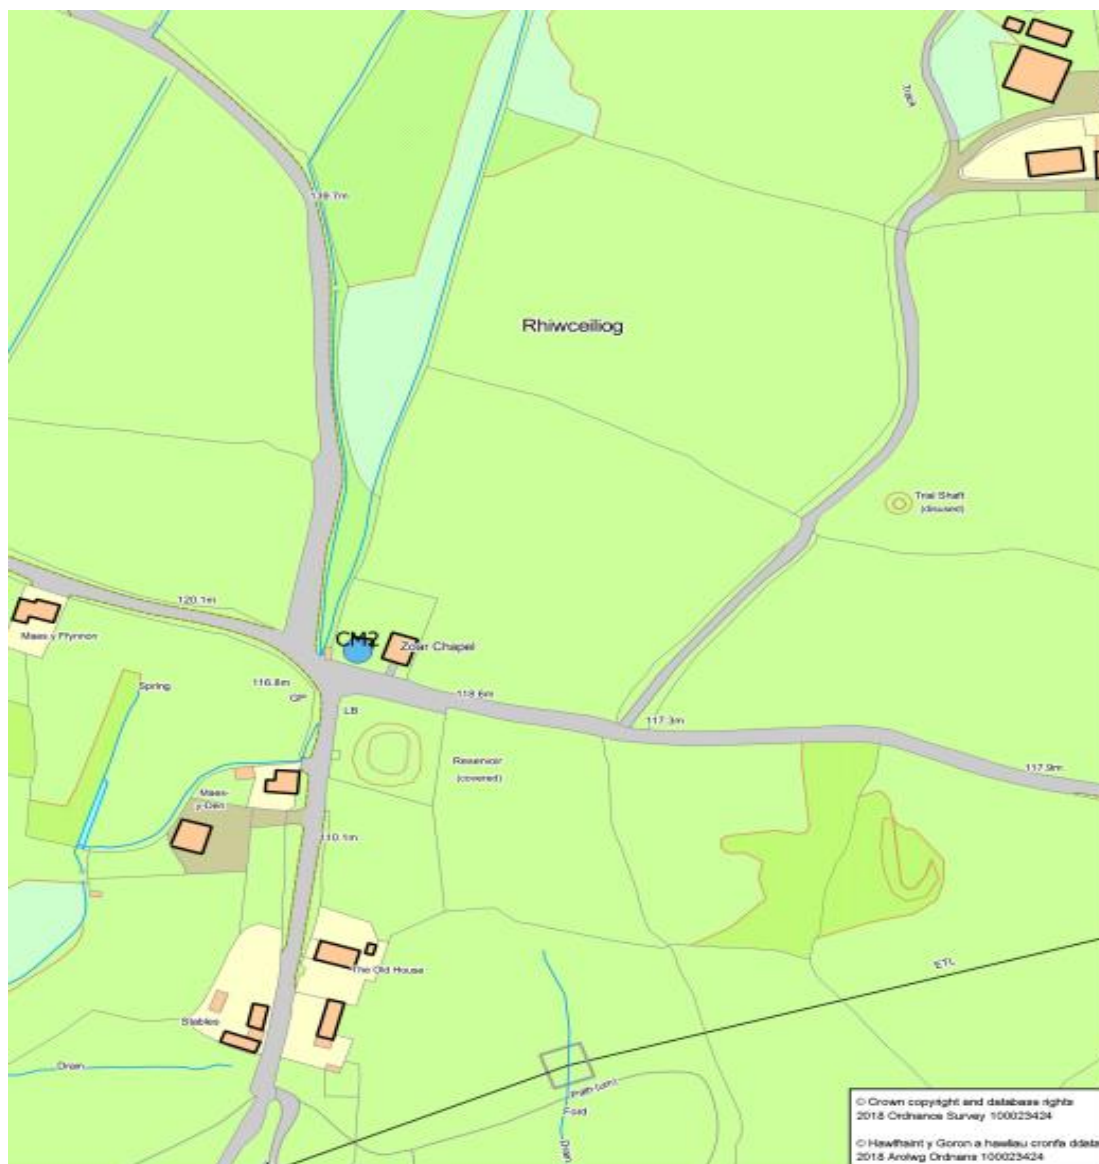 Track
139.7m
Rhiwceiliog
Trial Shaft
(disused)
120.1m
Maes y Ffynnon
CM2
Zoar Chapel
Spring
116.8m
GP
LB
118.6m
117.3m
117.9m
Reservoir
(covered)
Maes-
y-Deri
110.1m
ETL
The Old House
Stables
Drain
Path (um)
Ford
Drain
© Crown copyright and database rights
2018 Ordnance Survey 100023424
© Hawlfraint y Goron a hawliau cronfa ddata
2018 Arolwg Ordnans 100023424